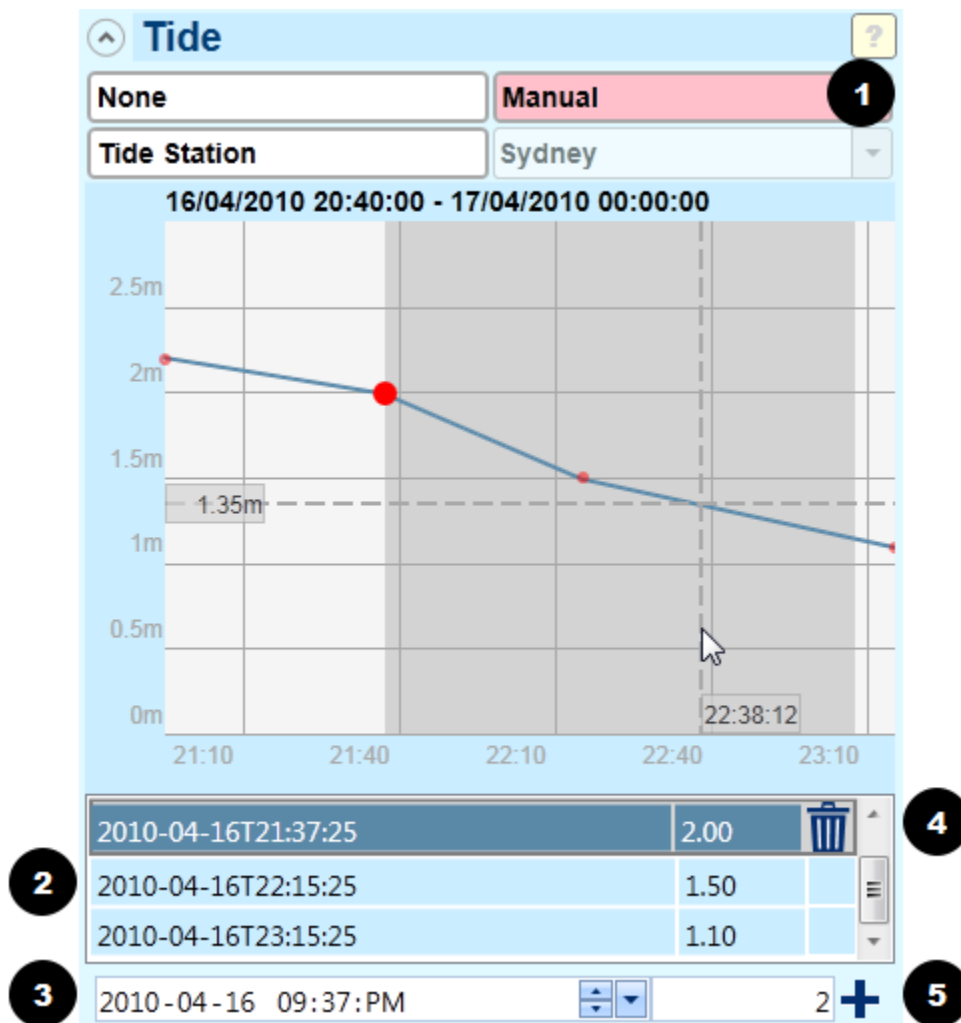 Tide ?
None Manual 1
Tide Station Sydney
16/04/2010 20:40:00 - 17/04/2010 00:00:00
2.5m
2m
1.5m
1.35m
1m
0.5m
0m
22:38:12
21:10 21:40 22:10 22:40 23:10
2010-04-16T21:37:25 2.00 4
2 2010-04-16T22:15:25 1.50
2010-04-16T23:15:25 1.10
3 2010-04-16 09:37:PM 2 5